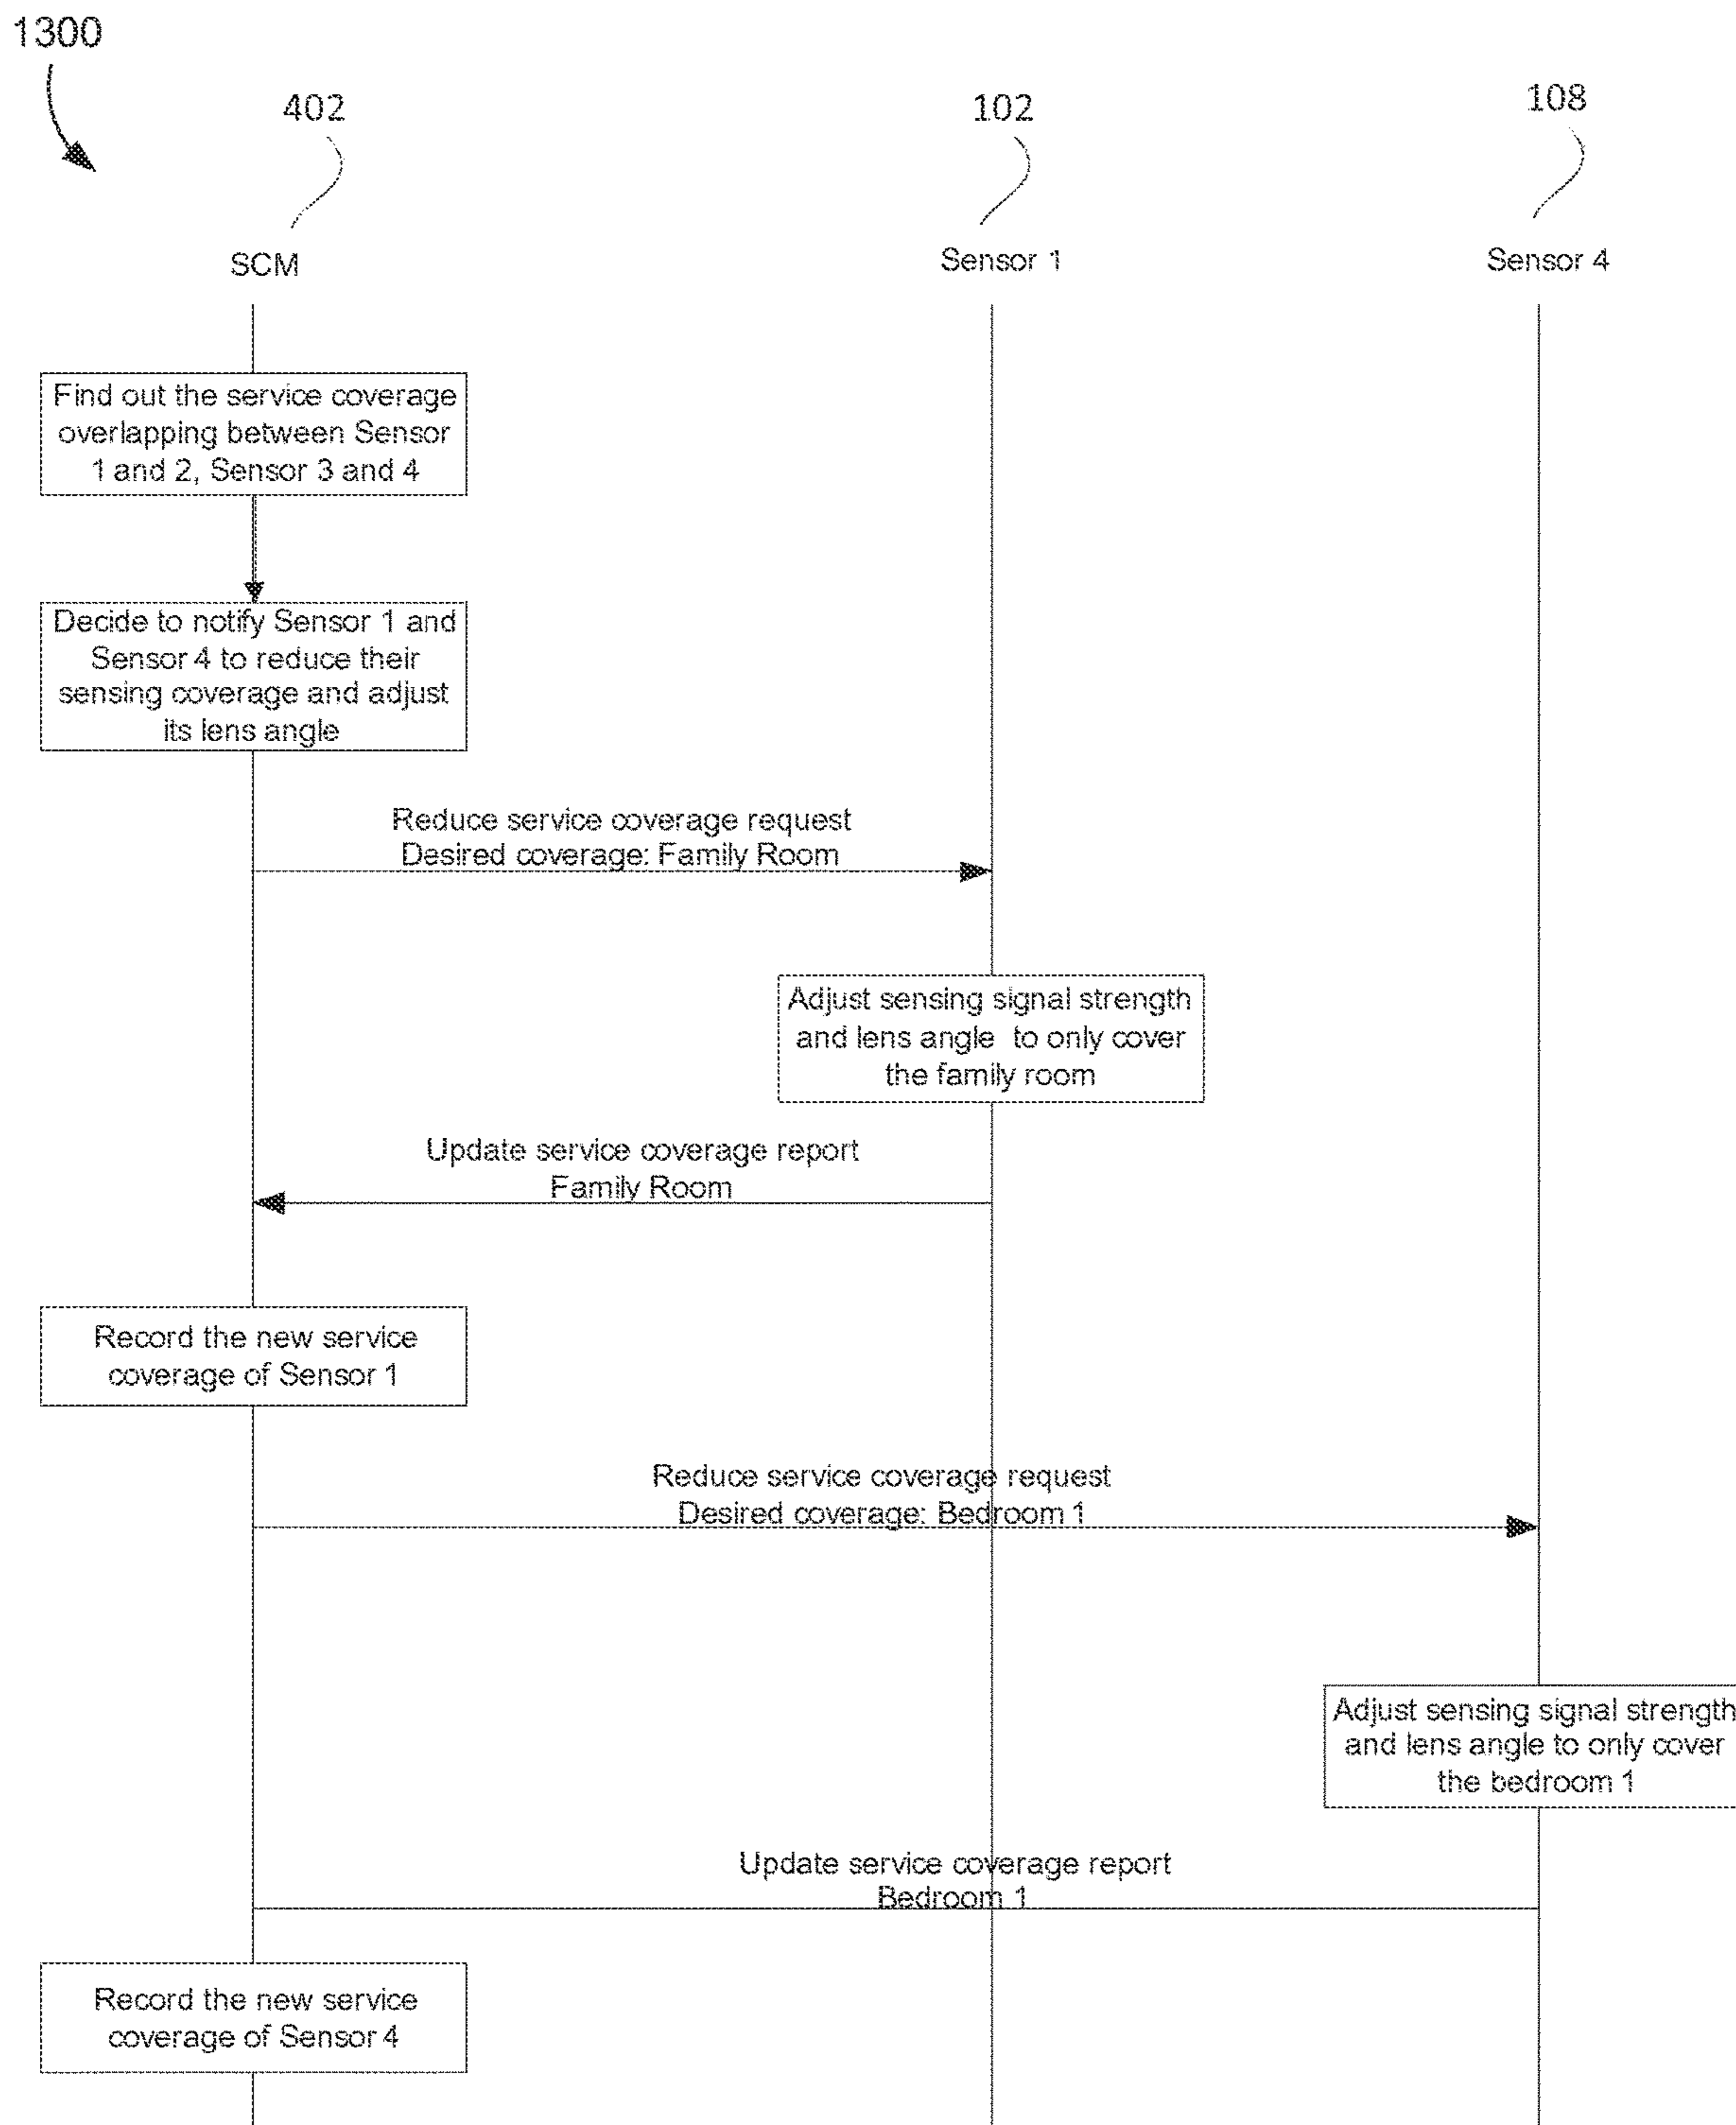 1300
402
102
108
SCM
Sensor 1
Sensor 4
Find out the service coverage
overlapping between Sensor
1 and 2, Sensor 3 and 4
Decide to notify Sensor 1 and
Sensor 4 to reduce their
sensing coverage and adjust
its lens angle
Reduce service coverage request
Desired coverage: Family Room
Adjust sensing signal strength
and lens angle to only cover
the family room
Update service coverage report
Family Room
Record the new service
coverage of Sensor 1
Reduce service coverage request
Desired coverage: Bedroom 1
Adjust sensing signal strength
and lens angle to only cover
the bedroom 1
Update service coverage report
Bedroom 1
Record the new service
coverage of Sensor 4